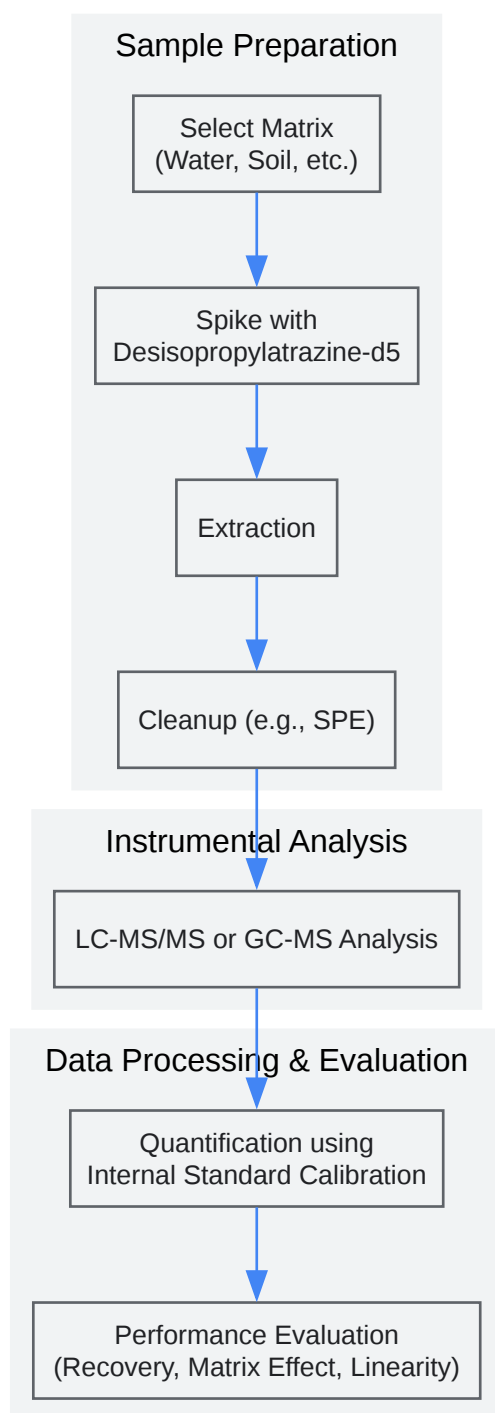 Sample Preparation
Select Matrix
(Water, Soil, etc.)
Spike with
Desisopropylatrazine-d5
Extraction
Cleanup (e.g., SPE)
Instrumental Analysis
LC-MS/MS or GC-MS Analysis
Data Processing & Evaluation
Quantification using
Internal Standard Calibration
Performance Evaluation
(Recovery, Matrix Effect, Linearity)